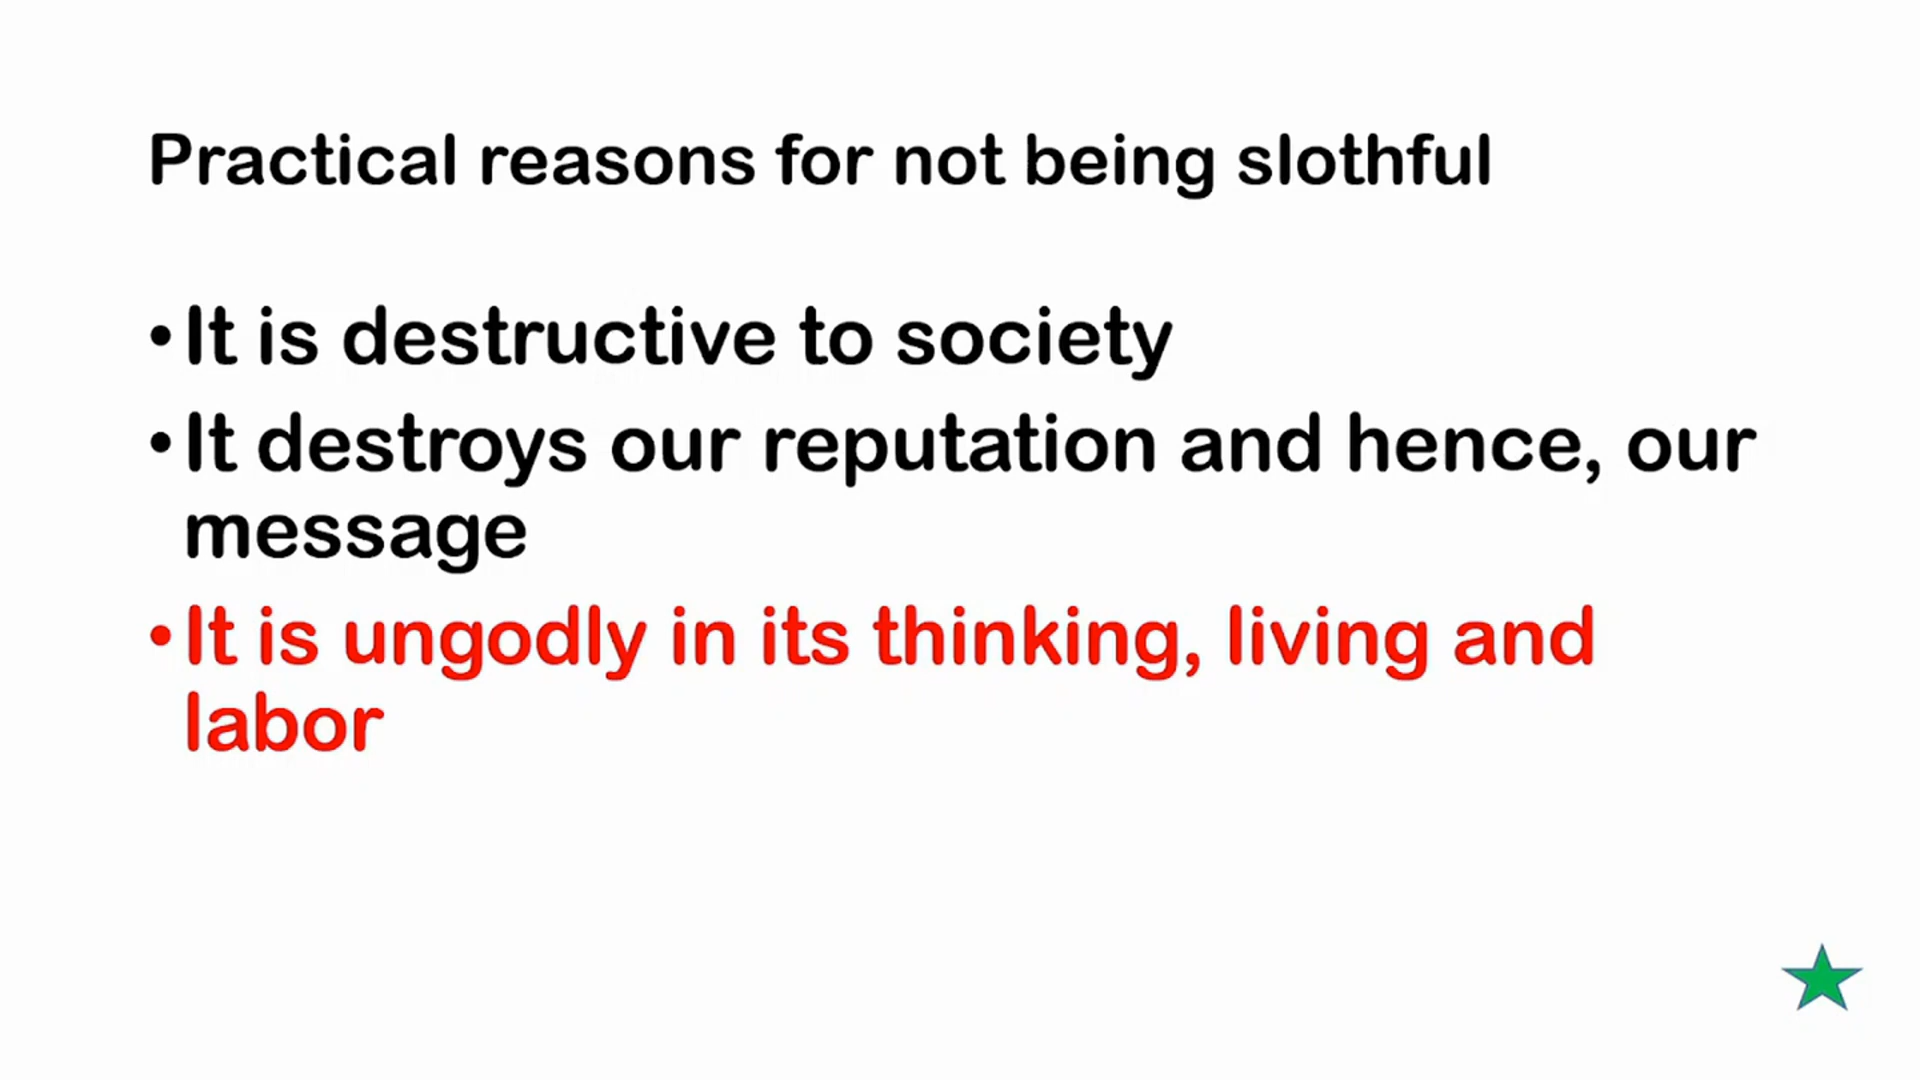 Practical reasons for not being slothful
•It is destructive to society
•It destroys our reputation and hence, our
message
•It is ungodly in its thinking, living and
labor